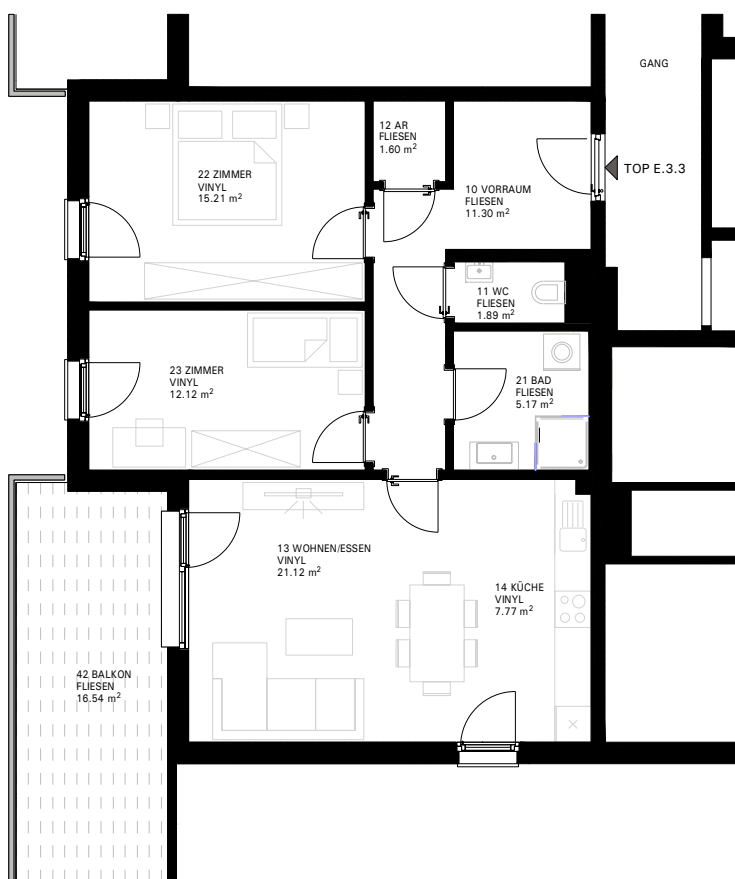 GANG
12 AR
FLIESEN
1.60 m²
TOP E.3.3
22 ZIMMER
VINYL
15.21 m²
10 VORRAUM
FLIESEN
11.30 m²
11 WC
FLIESEN
1.89 m²
23 ZIMMER
VINYL
12.12 m²
21 BAD
FLIESEN
5.17 m²
13 WOHNEN/ESSEN
VINYL
21.12 m²
14 KÜCHE
VINYL
7.77 m²
42 BALKON
FLIESEN
16.54 m²